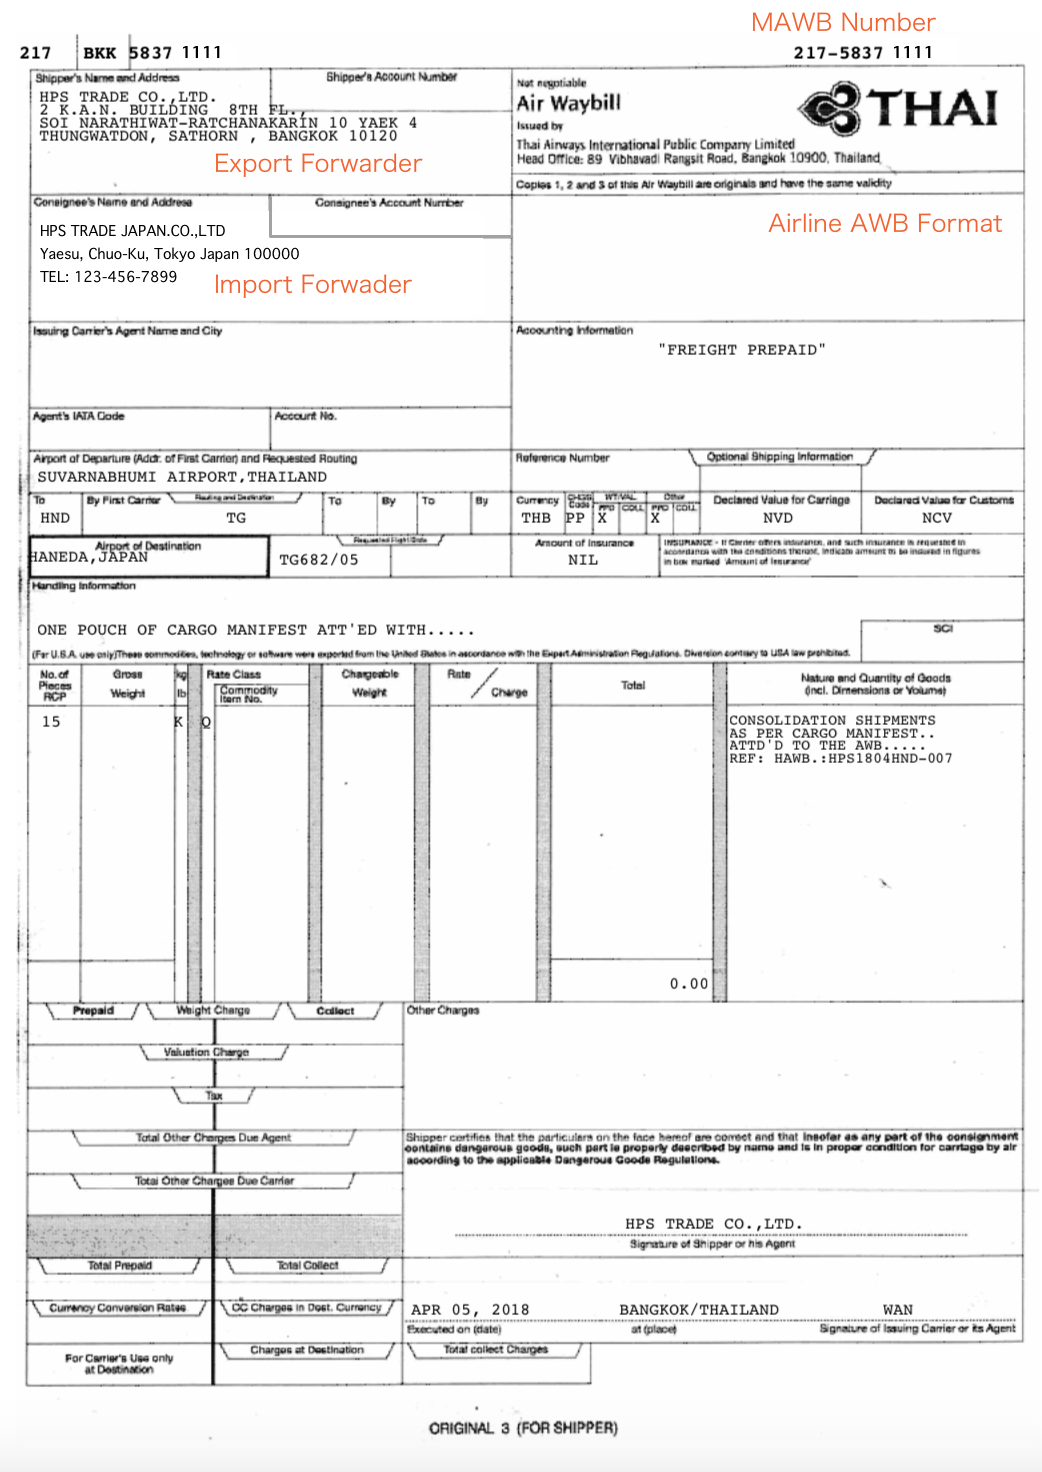 MAWB Number
217 BKK 5837 1111
217-5837 1111
Shipper's Name and Address
Shipper's Account Number
HPS TRADE CO.,LTD.
2 K.A.N. BUILDING 8TH FL.,
SOI NARATHIWAT-RATCHANAKARIN 10 YAEK 4
THUNGWATDON, SATHORN , BANGKOK 10120
Export Forwarder
Not negotiable
Air Waybill
Issued by
THAI
Thai Airways International Public Company Limited
Head Office: 89 Vibhavadi Rangsit Road, Bangkok 10900, Thailand
Copies 1, 2 and 3 of this Air Waybill are originals and have the same validity
Consignee's Name and Address
Consignee's Account Number
HPS TRADE JAPAN.CO.,LTD
Yaesu, Chuo-Ku, Tokyo Japan 100000
TEL: 123-456-7899
Import Forwader
Airline AWB Format
Issuing Carrier's Agent Name and City
Accounting Information
"FREIGHT PREPAID"
Agent's IATA Code
Account No.
Airport of Departure (Addr. of First Carrier) and Requested Routing
SUVARNABHUMI AIRPORT,THAILAND
Reference Number
Optional Shipping Information
To
By First Carrier
Routing and Destination
To
By
To
By
Currency
CHGS Code
WT/VAL
Other
PPD
COLL
PPD
COLL
Declared Value for Carriage
Declared Value for Customs
HND
TG
THB
PP
X
X
NVD
NCV
Airport of Destination
HANEDA,JAPAN
Requested Flight/Date
TG682/05
Amount of Insurance
NIL
INSURANCE - If Carrier offers insurance, and such insurance is requested in
accordance with the conditions thereof, indicate amount to be insured in figures
in box marked 'Amount of Insurance'
Handling Information
ONE POUCH OF CARGO MANIFEST ATT'ED WITH.....
SCI
(For U.S.A. use only)These commodities, technology or software were exported from the United States in accordance with the Export Administration Regulations. Diversion contrary to USA law prohibited.
No. of
Pieces
RCP
Gross
Weight
kg
lb
Rate Class
Commodity
Item No.
Chargeable
Weight
Rate
Charge
Total
Nature and Quantity of Goods
(incl. Dimensions or Volume)
15
K
Q
CONSOLIDATION SHIPMENTS
AS PER CARGO MANIFEST..
ATTD'D TO THE AWB.....
REF: HAWB.:HPS1804HND-007
0.00
Prepaid
Weight Charge
Collect
Other Charges
Valuation Charge
Tax
Total Other Charges Due Agent
Shipper certifies that the particulars on the face hereof are correct and that insofar as any part of the consignment
contains dangerous goods, such part is properly described by name and is in proper condition for carriage by air
according to the applicable Dangerous Goods Regulations.
Total Other Charges Due Carrier
HPS TRADE CO.,LTD.
Signature of Shipper or his Agent
Total Prepaid
Total Collect
Currency Conversion Rates
CC Charges in Dest. Currency
APR 05, 2018
BANGKOK/THAILAND
WAN
Executed on (date)
at (place)
Signature of Issuing Carrier or its Agent
For Carrier's Use only
at Destination
Charges at Destination
Total collect Charges
ORIGINAL 3 (FOR SHIPPER)